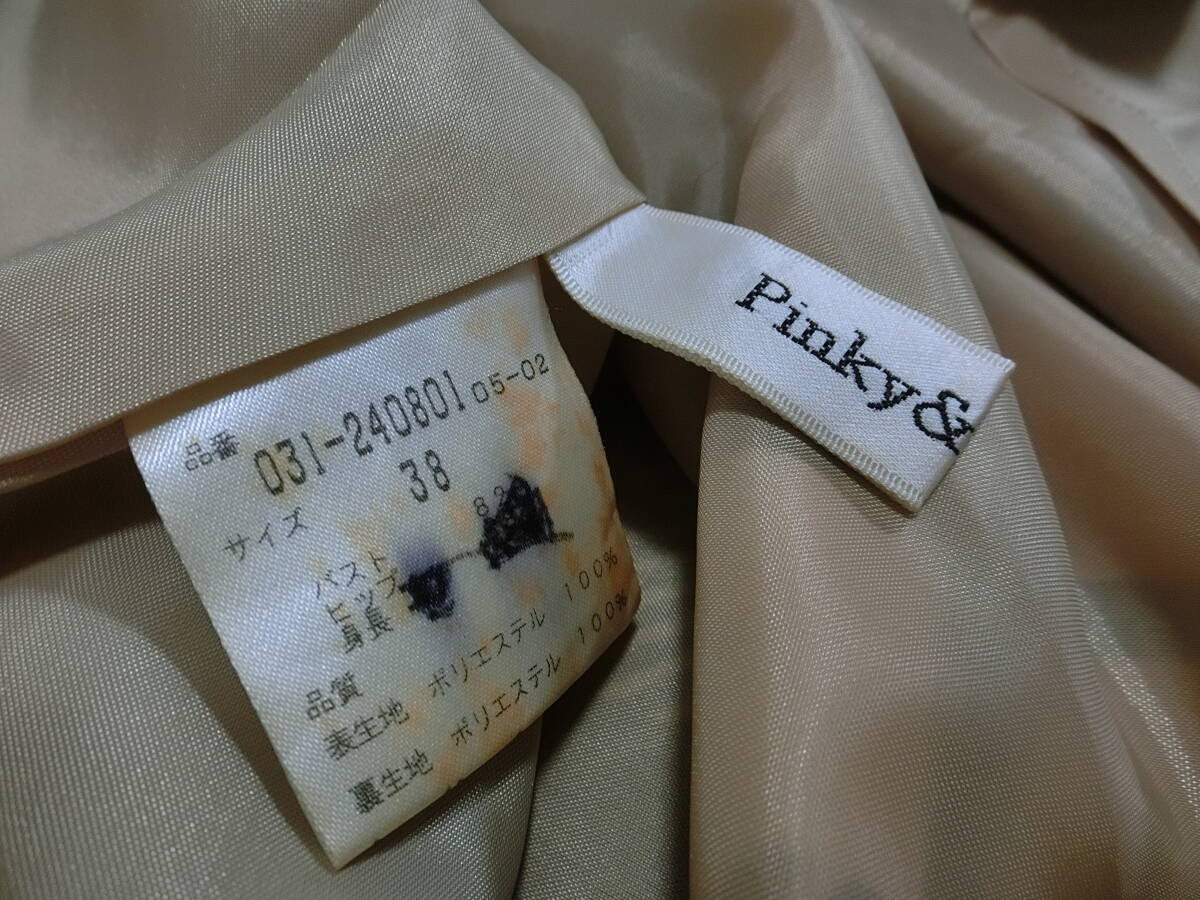 品番 031-240801 05-02
サイズ 38
バスト 82
ヒップ
身長
品質
表生地 ポリエステル 100%
裏生地 ポリエステル 100%
Pinky&